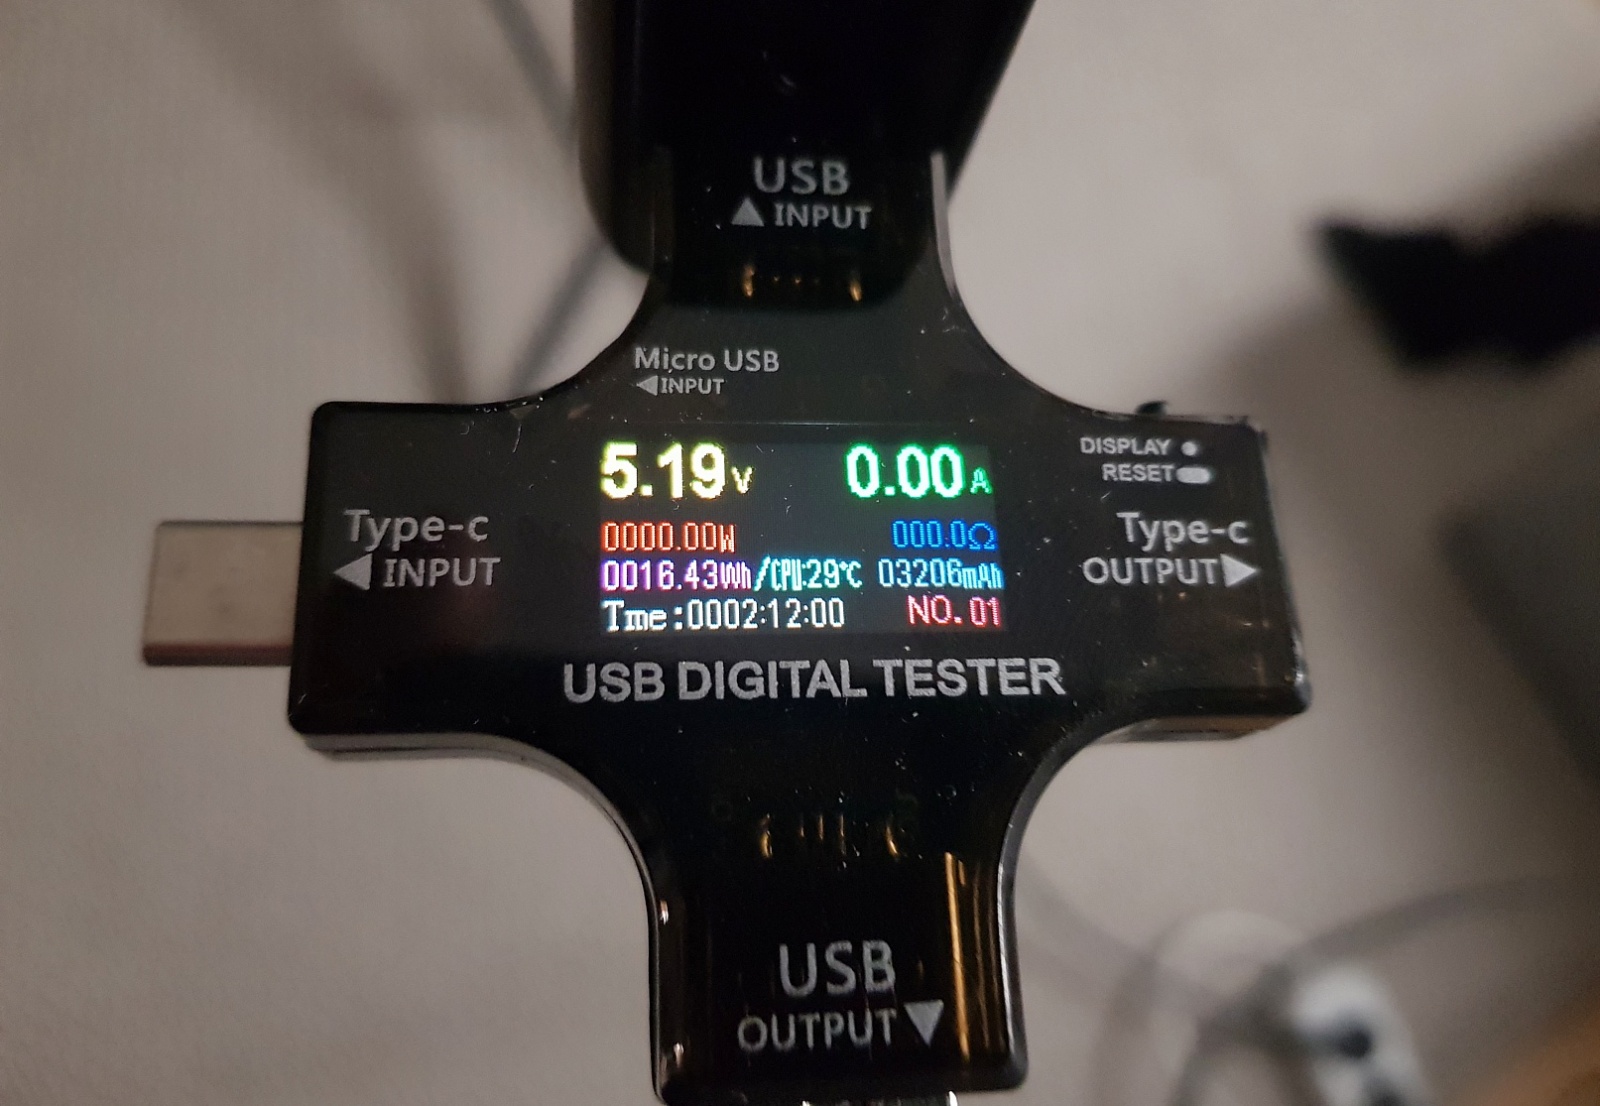 USB
▲ INPUT
Micro USB
◀INPUT
5.19V 0.00A
DISPLAY
RESET
0000.00W 000.0Ω
0016.43Wh/CPU:29℃ 03206mAh
Time:0002:12:00 NO.01
Type-c
◀ INPUT
Type-c
OUTPUT▶
USB DIGITAL TESTER
USB
OUTPUT▼